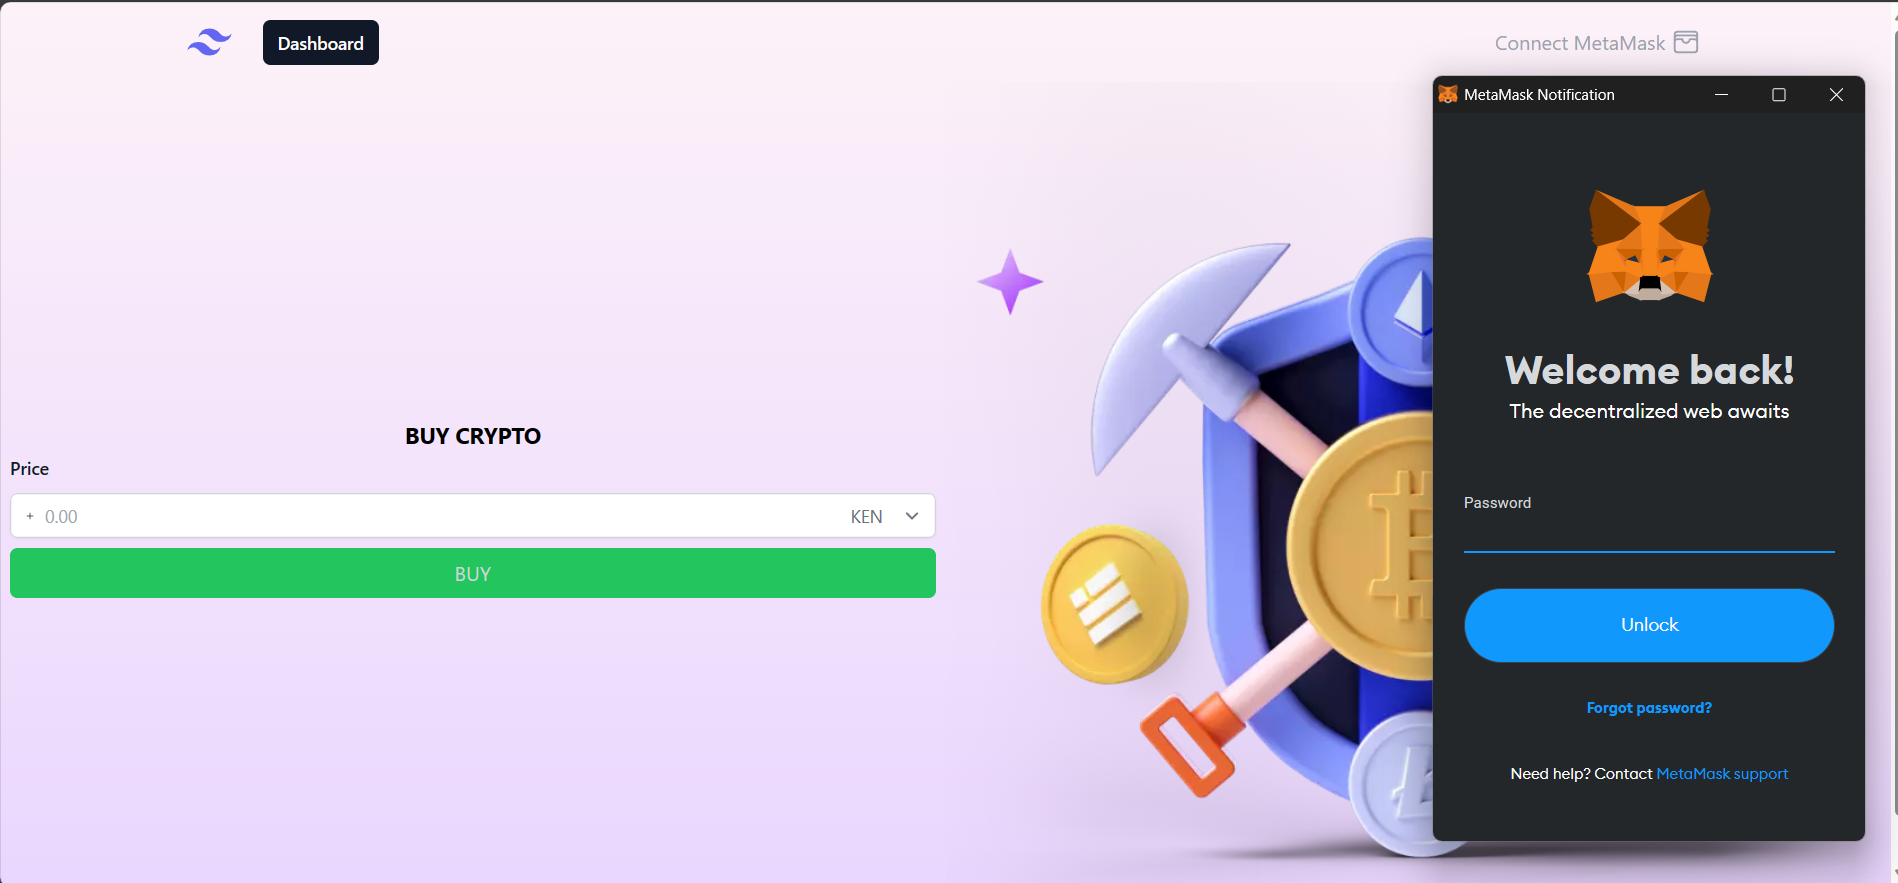 Dashboard
Connect MetaMask
MetaMask Notification
Welcome back!
The decentralized web awaits
BUY CRYPTO
Price
+ 0.00 KEN
BUY
Password
Unlock
Forgot password?
Need help? Contact MetaMask support